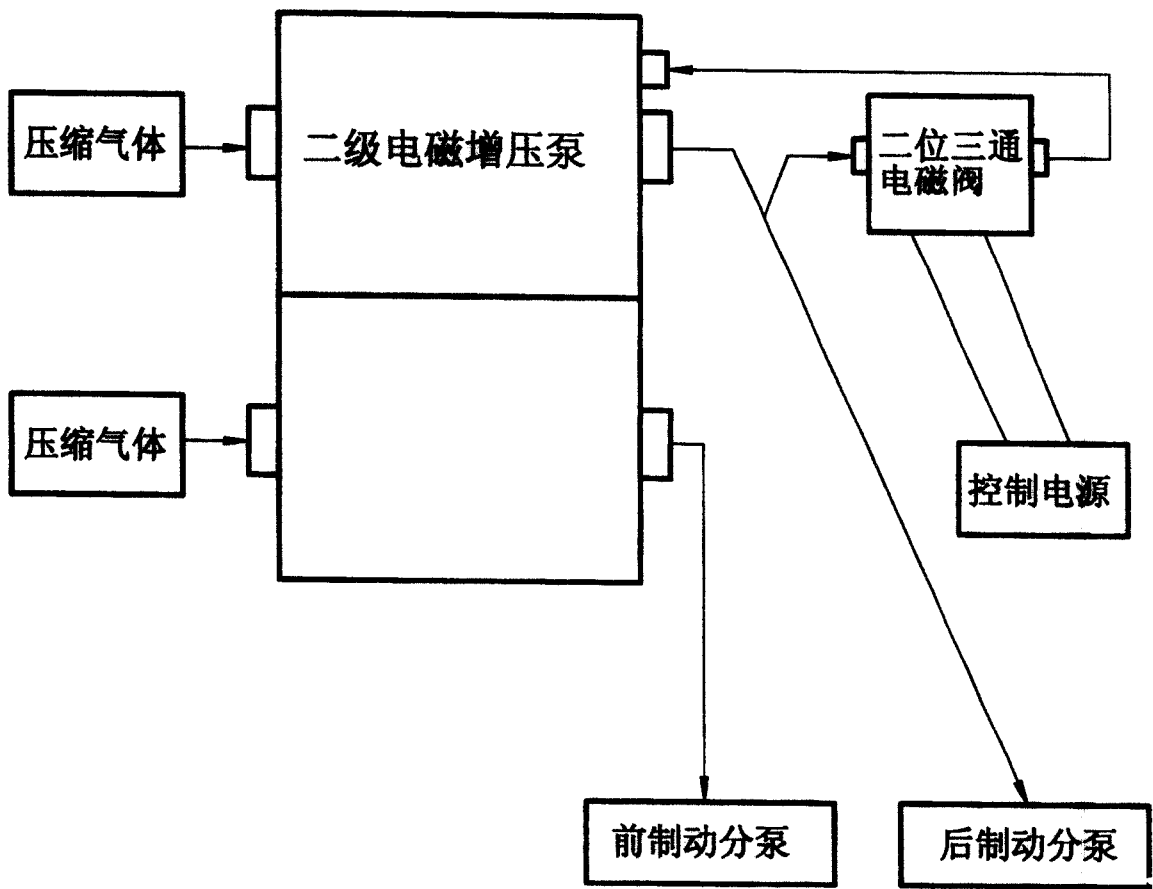 压缩气体
二级电磁增压泵
二位三通
电磁阀
压缩气体
控制电源
前制动分泵
后制动分泵